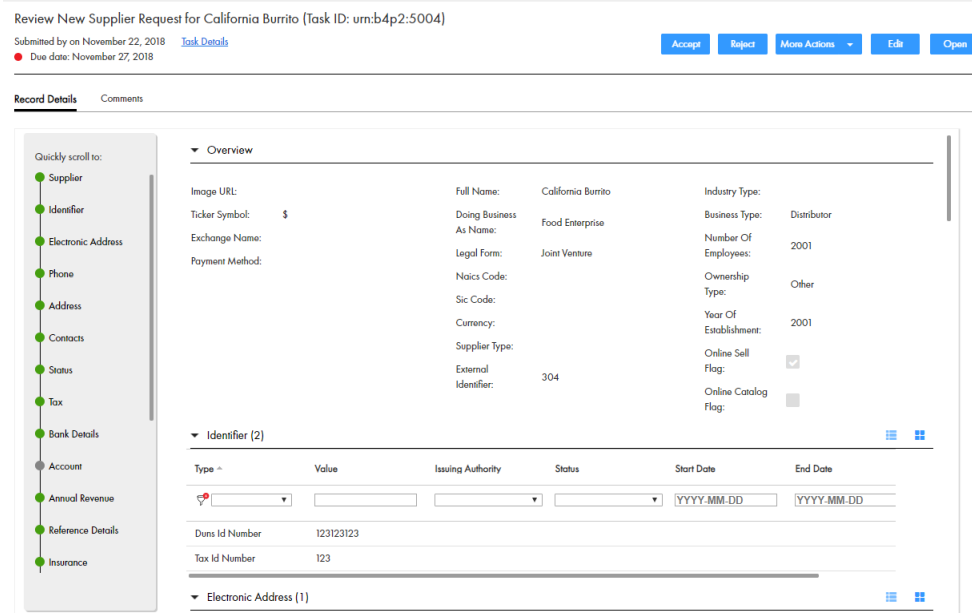 Review New Supplier Request for California Burrito (Task ID: urn:b4p2:5004)
Submitted by on November 22, 2018 Task Details
Due date: November 27, 2018
Accept Reject More Actions Edit Open
Record Details Comments
Quickly scroll to:
Supplier
Identifier
Electronic Address
Phone
Address
Contacts
Status
Tax
Bank Details
Account
Annual Revenue
Reference Details
Insurance
Overview
Image URL:
Ticker Symbol: $
Exchange Name:
Payment Method:
Full Name: California Burrito
Doing Business
As Name: Food Enterprise
Legal Form: Joint Venture
Naics Code:
Sic Code:
Currency:
Supplier Type:
External
Identifier: 304
Industry Type:
Business Type: Distributor
Number Of
Employees: 2001
Ownership
Type: Other
Year Of
Establishment: 2001
Online Sell
Flag:
Online Catalog
Flag:
Identifier (2)
Type Value Issuing Authority Status Start Date End Date
YYYY-MM-DD YYYY-MM-DD
Duns Id Number 123123123
Tax Id Number 123
Electronic Address (1)